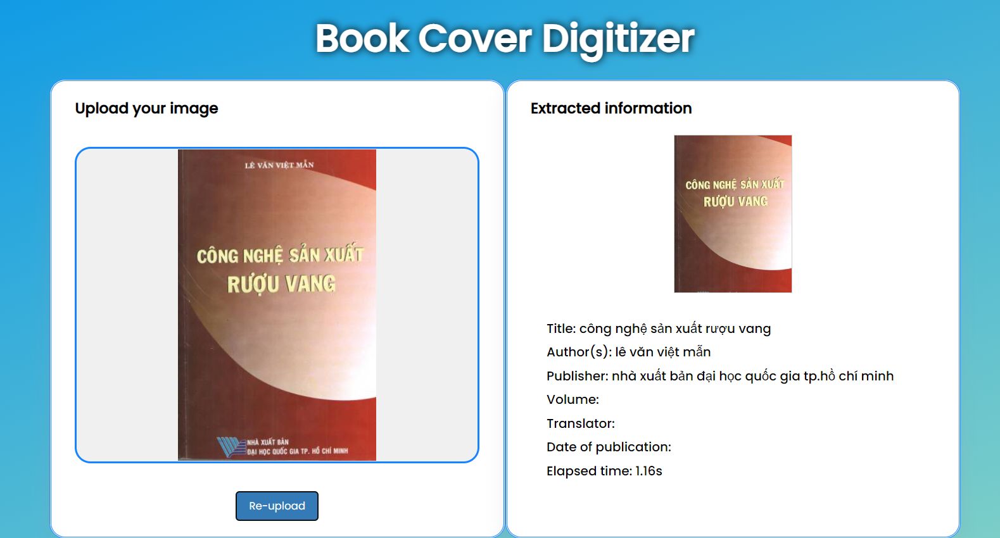 Book Cover Digitizer
Upload your image
LÊ VĂN VIỆT MẪN
CÔNG NGHỆ SẢN XUẤT
RƯỢU VANG
NHÀ XUẤT BẢN
ĐẠI HỌC QUỐC GIA TP. HỒ CHÍ MINH
Re-upload
Extracted information
CÔNG NGHỆ SẢN XUẤT
RƯỢU VANG
Title: công nghệ sản xuất rượu vang
Author(s): lê văn việt mẫn
Publisher: nhà xuất bản đại học quốc gia tp.hồ chí minh
Volume:
Translator:
Date of publication:
Elapsed time: 1.16s